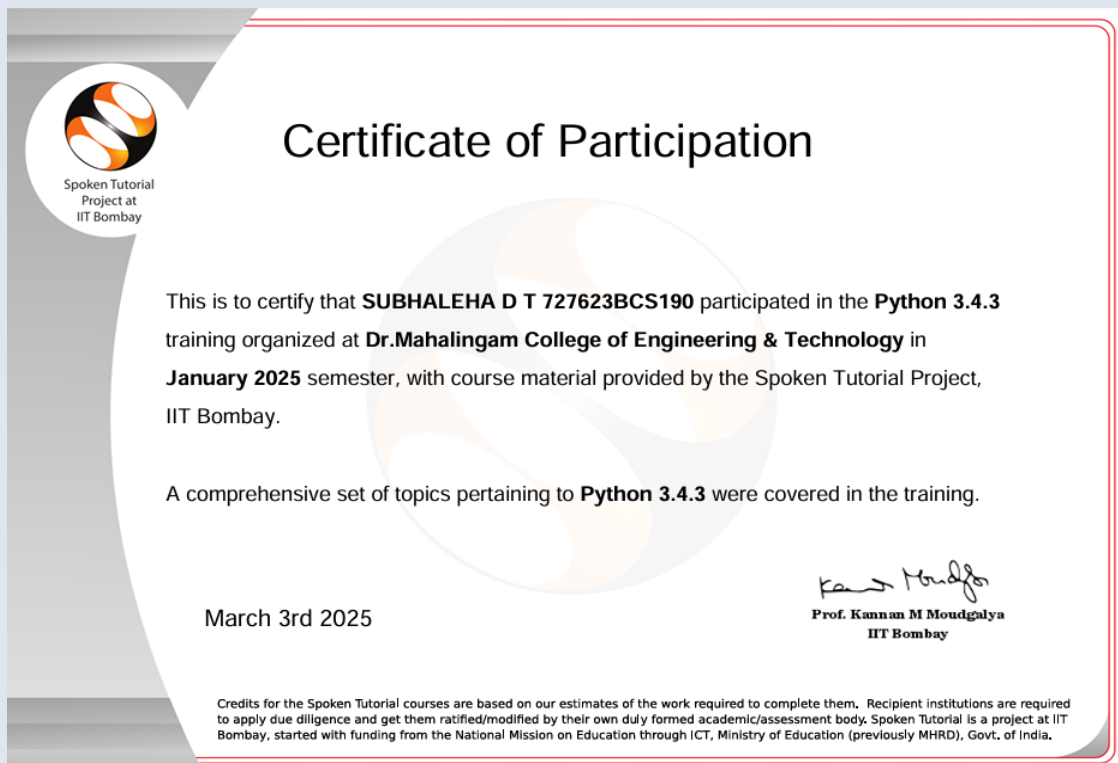 Spoken Tutorial
Project at
IIT Bombay
Certificate of Participation
This is to certify that SUBHALEHA D T 727623BCS190 participated in the Python 3.4.3
training organized at Dr.Mahalingam College of Engineering & Technology in
January 2025 semester, with course material provided by the Spoken Tutorial Project,
IIT Bombay.
A comprehensive set of topics pertaining to Python 3.4.3 were covered in the training.
March 3rd 2025
Prof. Kannan M Moudgalya
IIT Bombay
Credits for the Spoken Tutorial courses are based on our estimates of the work required to complete them. Recipient institutions are required
to apply due diligence and get them ratified/modified by their own duly formed academic/assessment body. Spoken Tutorial is a project at IIT
Bombay, started with funding from the National Mission on Education through ICT, Ministry of Education (previously MHRD), Govt. of India.